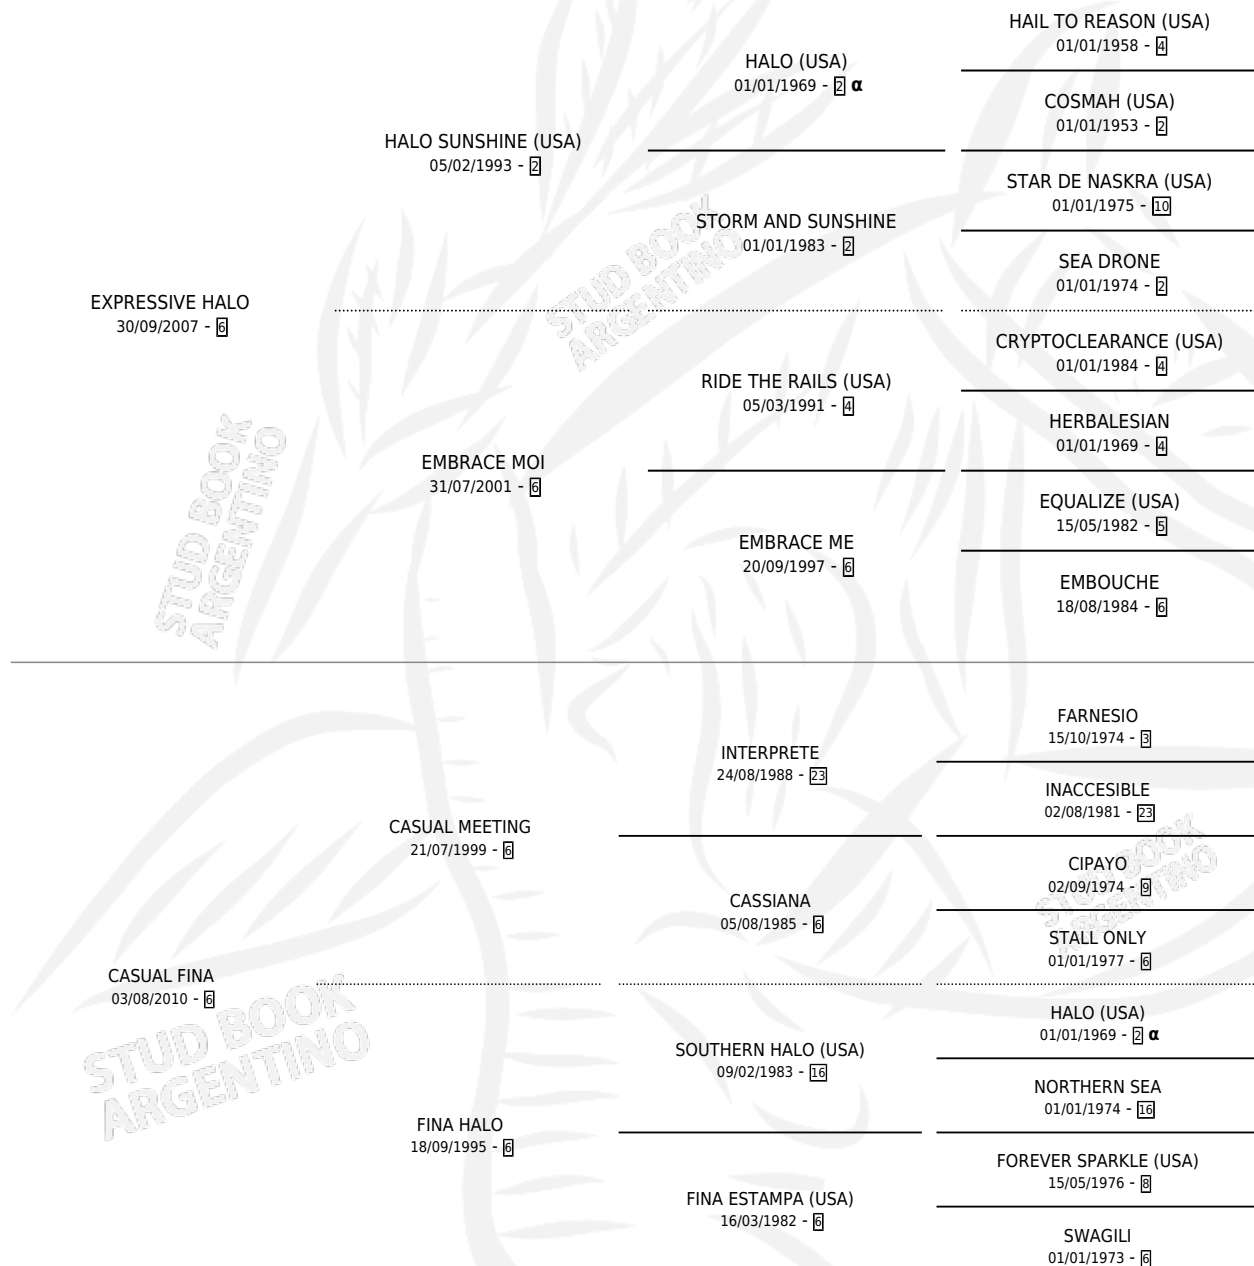 HAIL TO REASON (USA)
01/01/1958 - 4
HALO (USA)
01/01/1969 - 2 α
COSMAH (USA)
01/01/1953 - 2
HALO SUNSHINE (USA)
05/02/1993 - 2
STAR DE NASKRA (USA)
01/01/1975 - 10
STORM AND SUNSHINE
01/01/1983 - 2
SEA DRONE
01/01/1974 - 2
EXPRESSIVE HALO
30/09/2007 - 6
CRYPTOCLEARANCE (USA)
01/01/1984 - 4
RIDE THE RAILS (USA)
05/03/1991 - 4
HERBALESIAN
01/01/1969 - 4
EMBRACE MOI
31/07/2001 - 6
EQUALIZE (USA)
15/05/1982 - 5
EMBRACE ME
20/09/1997 - 6
EMBOUCHE
18/08/1984 - 6
STUD BOOK
ARGENTINO
STUD BOOK
ARGENTINO
FARNESIO
15/10/1974 - 3
INTERPRETE
24/08/1988 - 23
INACCESIBLE
02/08/1981 - 23
CASUAL MEETING
21/07/1999 - 6
CIPAYO
02/09/1974 - 9
CASSIANA
05/08/1985 - 6
STALL ONLY
01/01/1977 - 6
CASUAL FINA
03/08/2010 - 6
HALO (USA)
01/01/1969 - 2 α
SOUTHERN HALO (USA)
09/02/1983 - 16
NORTHERN SEA
01/01/1974 - 16
FINA HALO
18/09/1995 - 6
FOREVER SPARKLE (USA)
15/05/1976 - 8
FINA ESTAMPA (USA)
16/03/1982 - 6
SWAGILI
01/01/1973 - 6
STUD BOOK
ARGENTINO
STUD BOOK
ARGENTINO